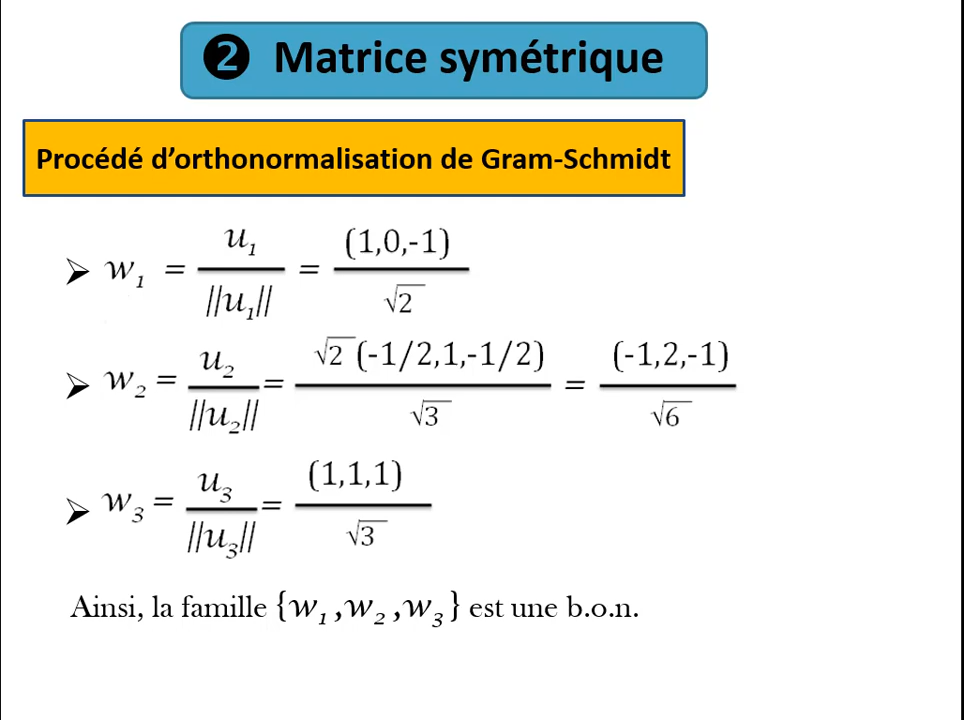 ❷ Matrice symétrique
Procédé d’orthonormalisation de Gram-Schmidt
➢ w₁ = u₁ / ||u₁|| = (1,0,-1) / √2
➢ w₂ = u₂ / ||u₂|| = √2 (-1/2,1,-1/2) / √3 = (-1,2,-1) / √6
➢ w₃ = u₃ / ||u₃|| = (1,1,1) / √3
Ainsi, la famille {w₁ ,w₂ ,w₃ } est une b.o.n.